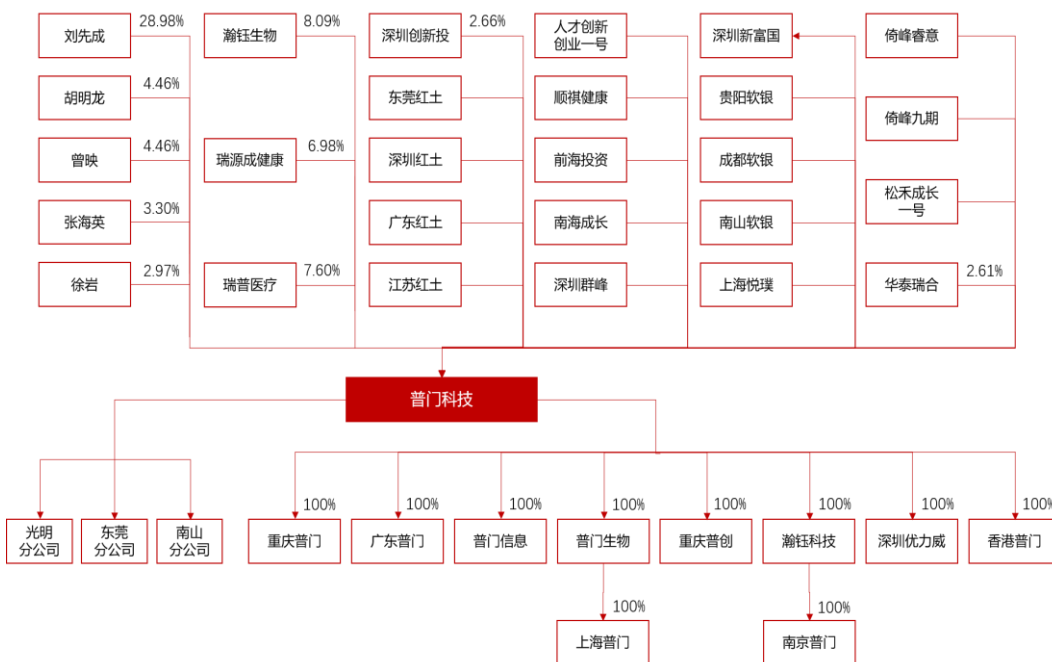 刘先成
28.98%
瀚钰生物
8.09%
深圳创新投
2.66%
人才创新
创业一号
深圳新富国
倚峰睿意
胡明龙
4.46%
东莞红土
顺祺健康
贵阳软银
倚峰九期
曾映
4.46%
瑞源成健康
6.98%
深圳红土
前海投资
成都软银
松禾成长
一号
张海英
3.30%
广东红土
南海成长
南山软银
徐岩
2.97%
瑞普医疗
7.60%
江苏红土
深圳群峰
上海悦璞
华泰瑞合
2.61%
普门科技
光明
分公司
东莞
分公司
南山
分公司
100%
重庆普门
100%
广东普门
100%
普门信息
100%
普门生物
100%
重庆普创
100%
瀚钰科技
100%
深圳优力威
100%
香港普门
100%
上海普门
100%
南京普门